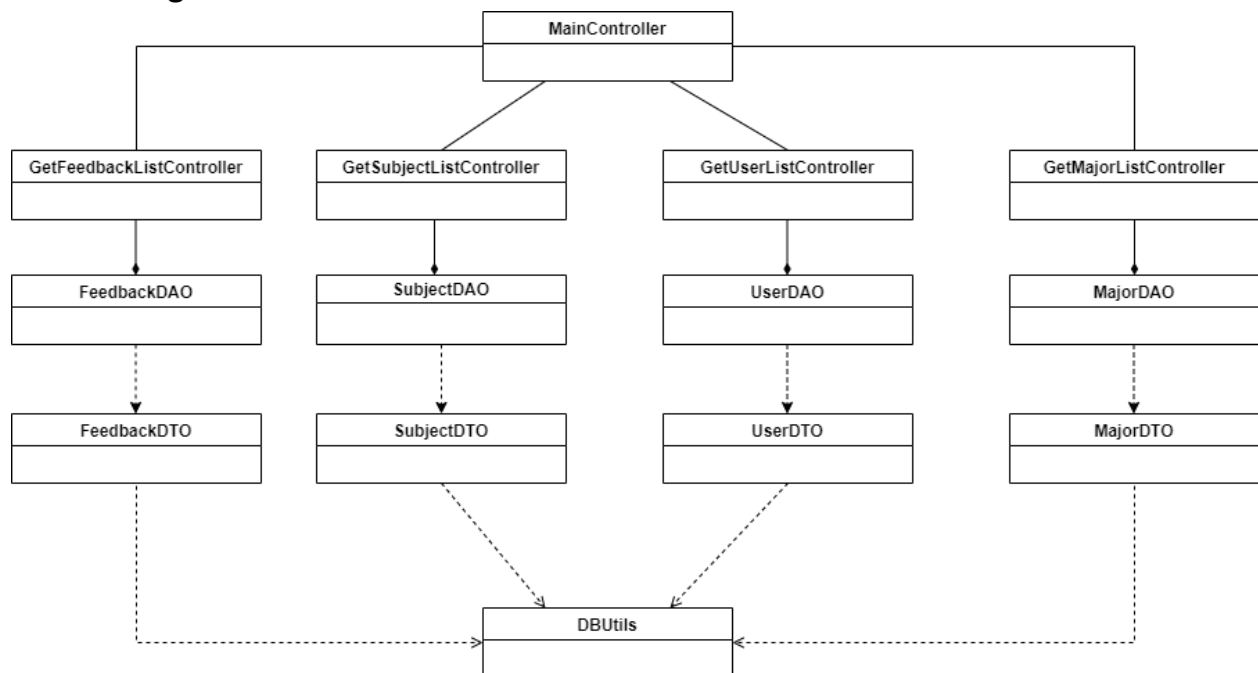 MainController
GetFeedbackListController
GetSubjectListController
GetUserListController
GetMajorListController
FeedbackDAO
SubjectDAO
UserDAO
MajorDAO
FeedbackDTO
SubjectDTO
UserDTO
MajorDTO
DBUtils